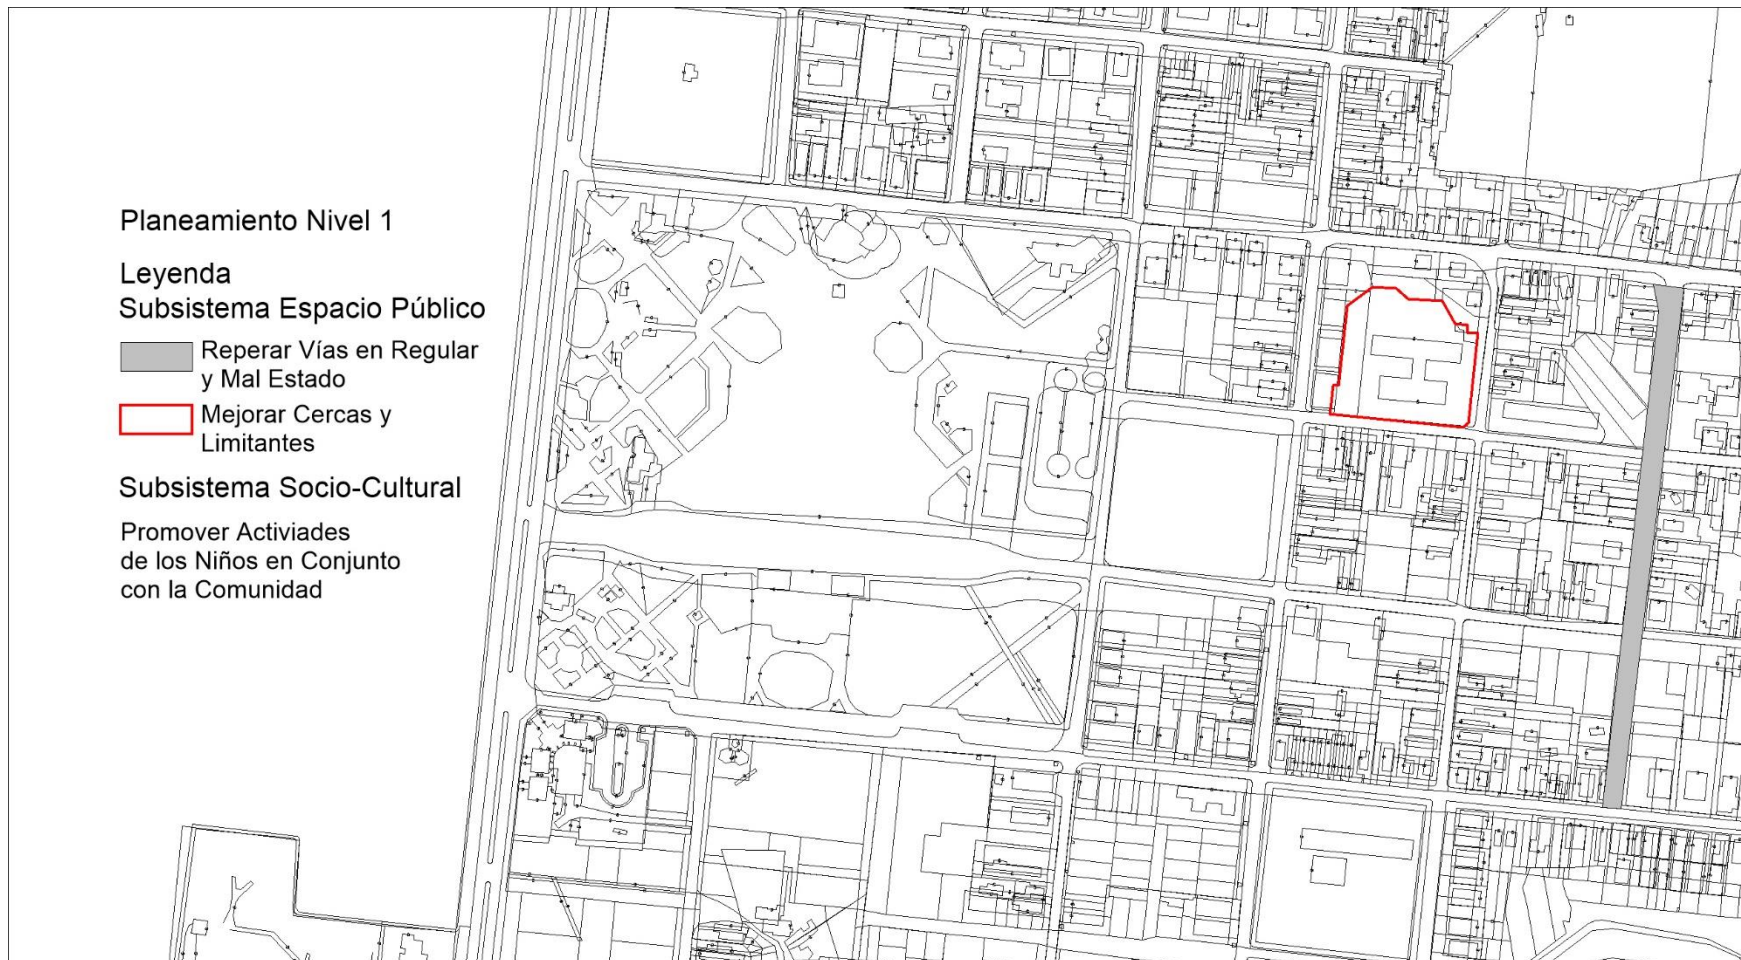 Planeamiento Nivel 1
Leyenda
Subsistema Espacio Público
Reperar Vías en Regular
y Mal Estado
Mejorar Cercas y
Limitantes
Subsistema Socio-Cultural
Promover Activiades
de los Niños en Conjunto
con la Comunidad